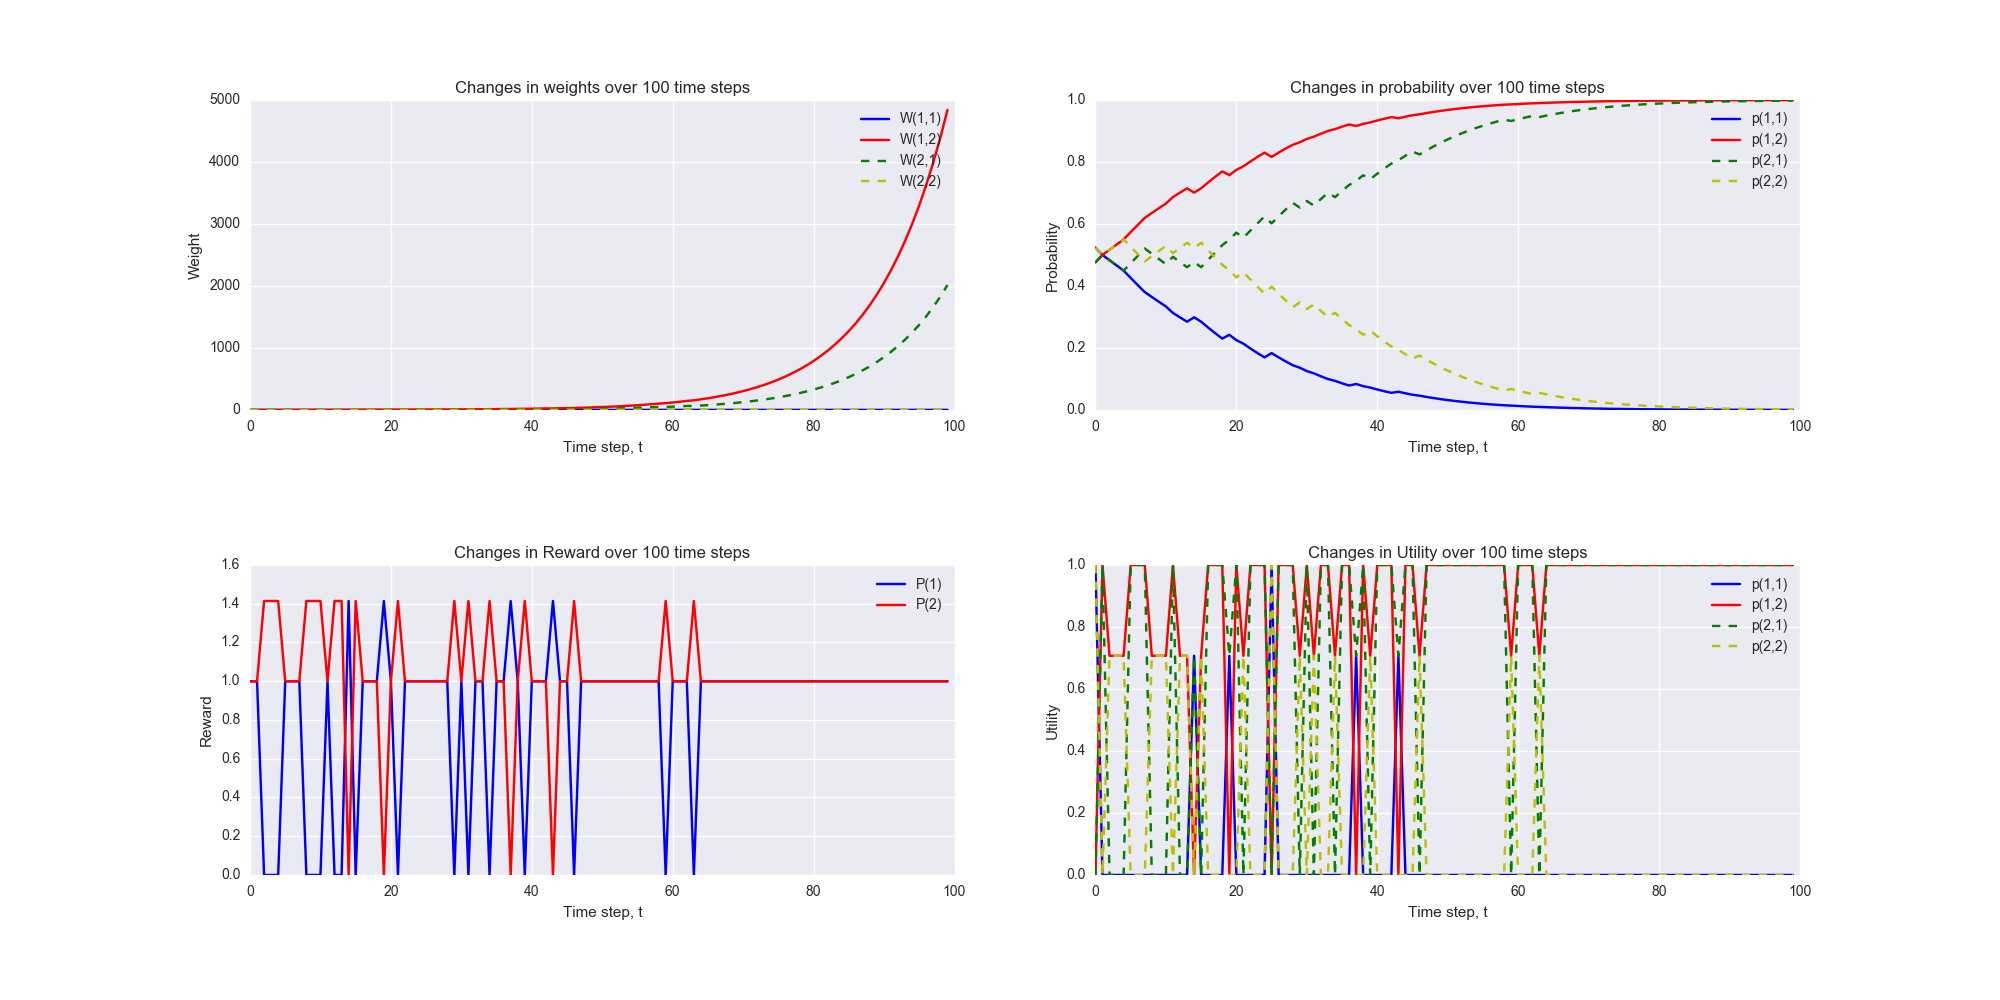 Changes in weights over 100 time steps
5000
4000
3000
2000
1000
0
Weight
0 20 40 60 80 100
Time step, t
W(1,1)
W(1,2)
W(2,1)
W(2,2)
Changes in probability over 100 time steps
1.0
0.8
0.6
0.4
0.2
0.0
Probability
0 20 40 60 80 100
Time step, t
p(1,1)
p(1,2)
p(2,1)
p(2,2)
Changes in Reward over 100 time steps
1.6
1.4
1.2
1.0
0.8
0.6
0.4
0.2
0.0
Reward
0 20 40 60 80 100
Time step, t
P(1)
P(2)
Changes in Utility over 100 time steps
1.0
0.8
0.6
0.4
0.2
0.0
Utility
0 20 40 60 80 100
Time step, t
p(1,1)
p(1,2)
p(2,1)
p(2,2)